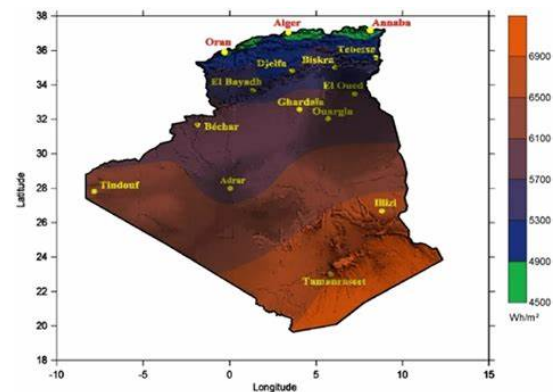 38
36
34
32
30
28
26
24
22
20
18
Latitude
-10
-5
0
5
10
15
Longitude
Alger
Annaba
Oran
Tebersa
Djelfa
Biskra
El Bayadh
El Oued
Ghardaïa
Ouargla
Béchar
Tindouf
Adrar
Illizi
Tamanrasset
6900
6500
6100
5700
5300
4900
4500
Wh/m²